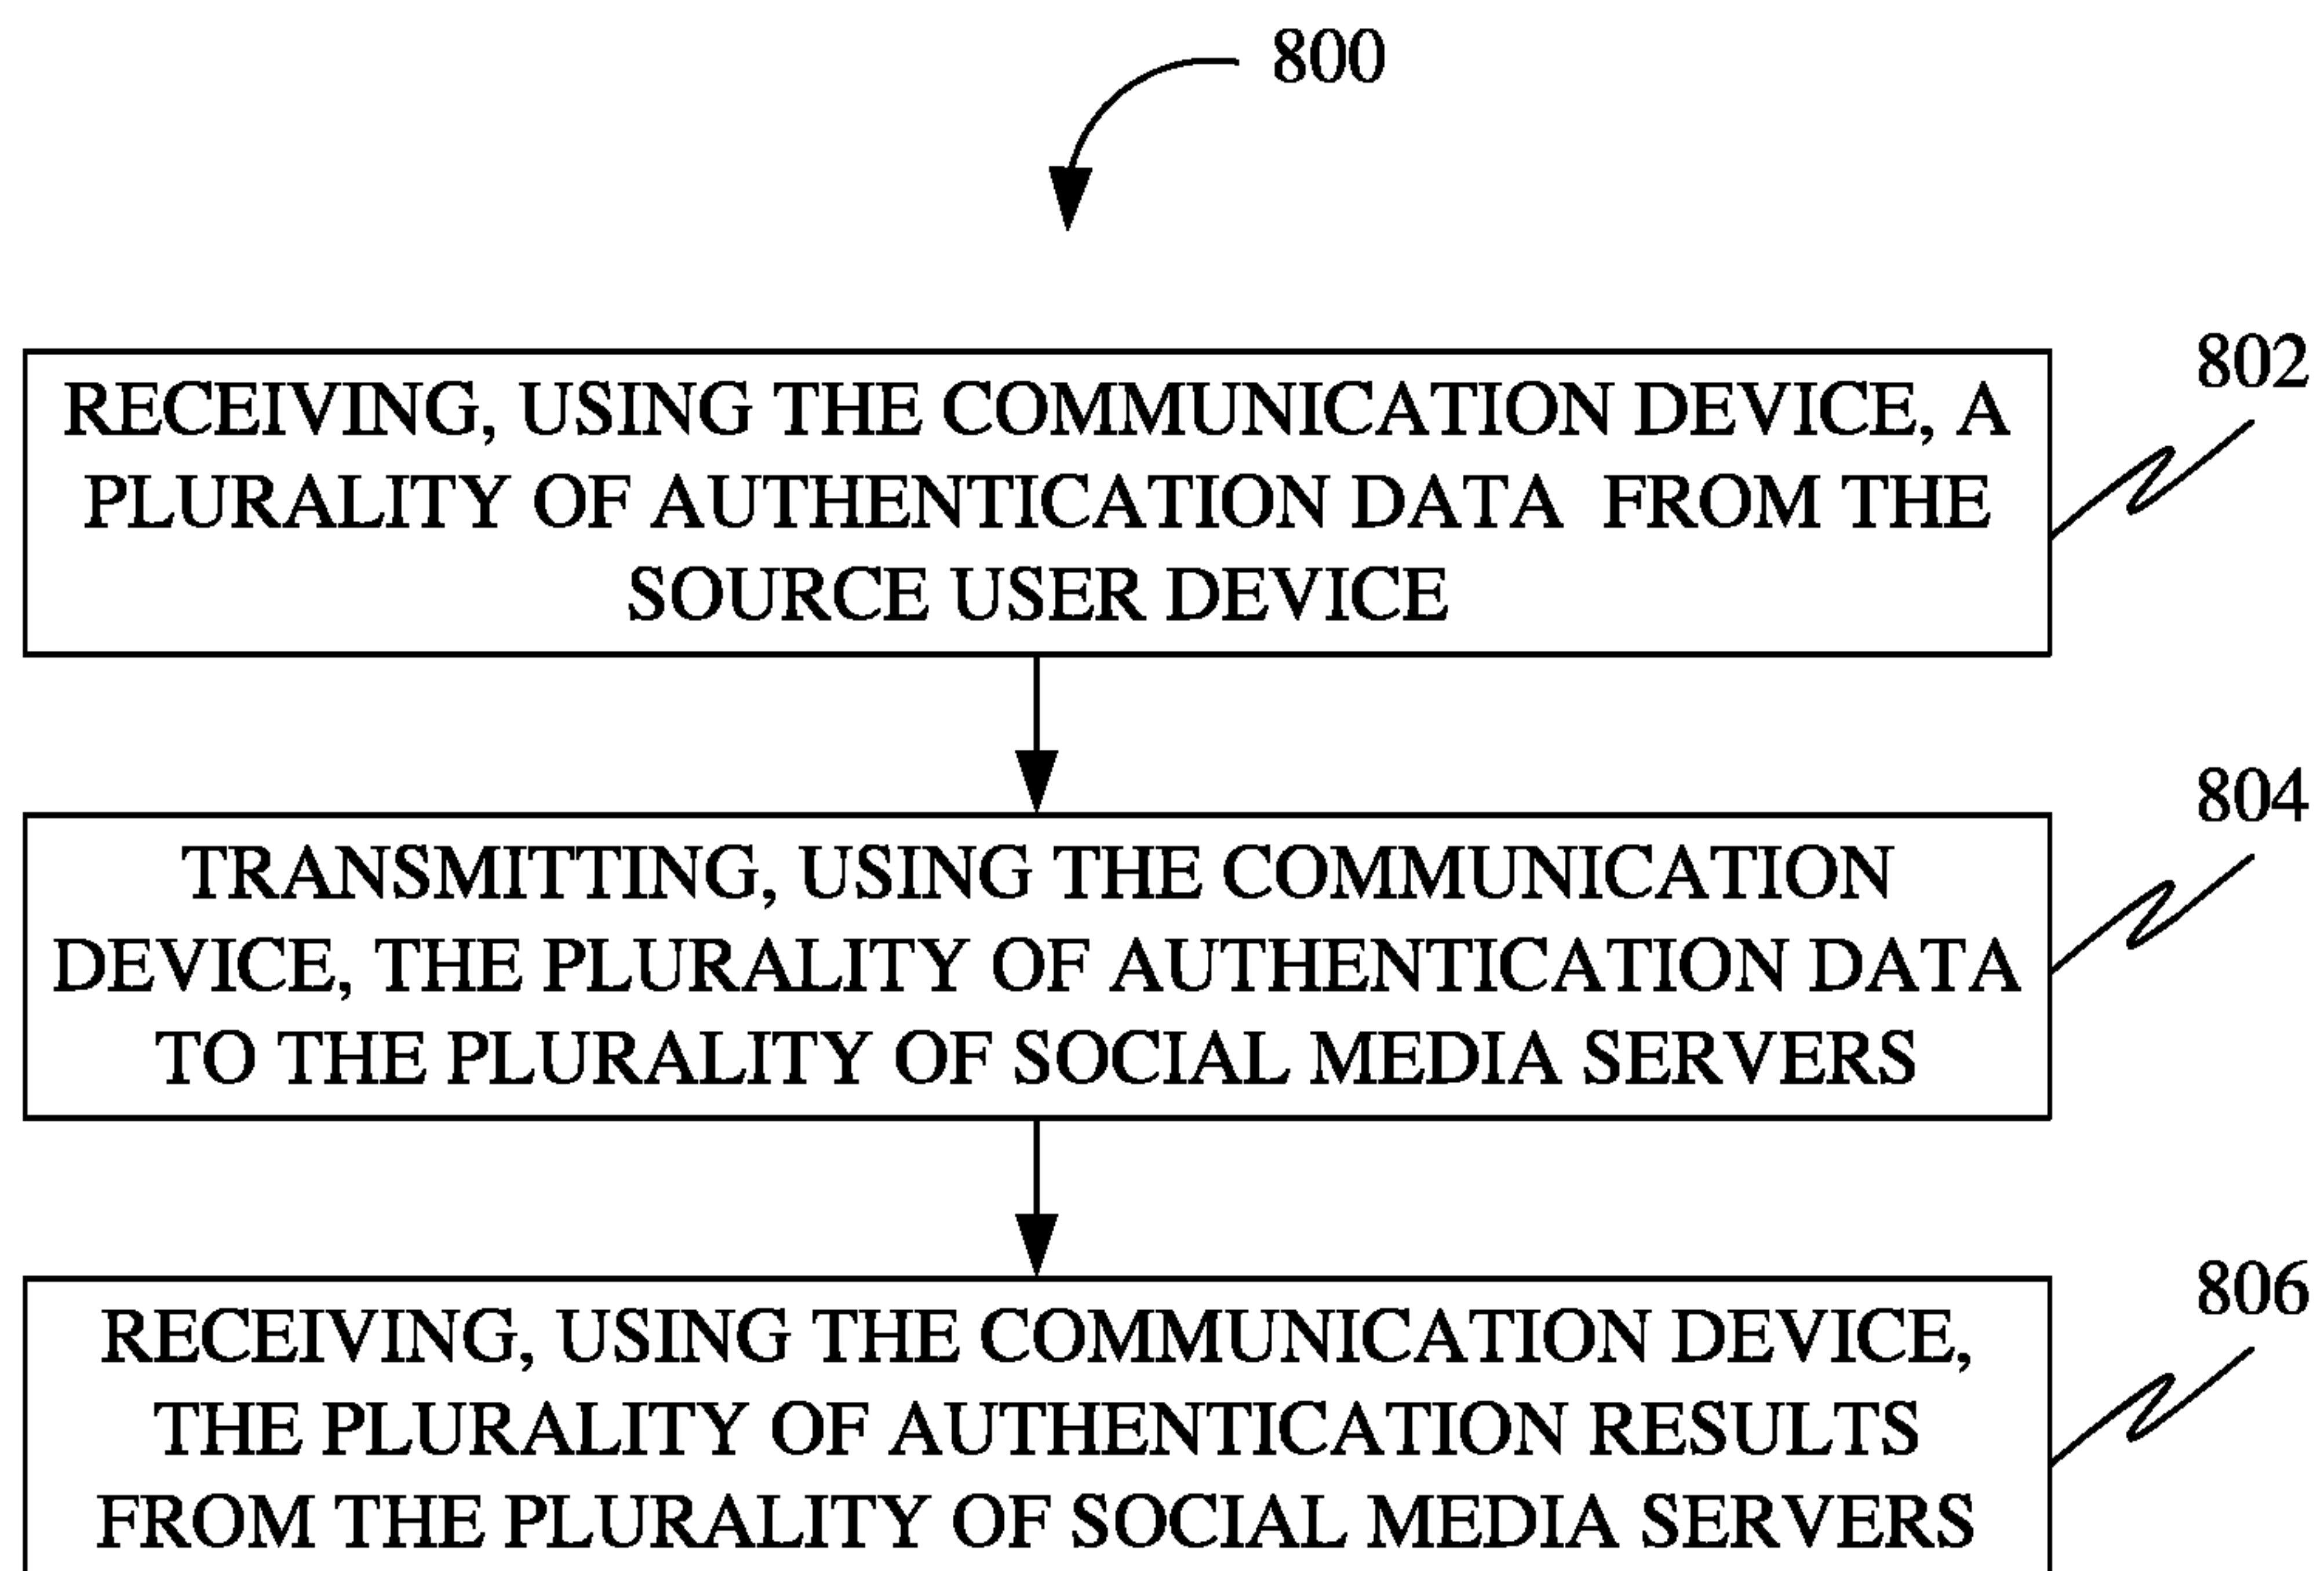 800
802
RECEIVING, USING THE COMMUNICATION DEVICE, A
PLURALITY OF AUTHENTICATION DATA FROM THE
SOURCE USER DEVICE
804
TRANSMITTING, USING THE COMMUNICATION
DEVICE, THE PLURALITY OF AUTHENTICATION DATA
TO THE PLURALITY OF SOCIAL MEDIA SERVERS
806
RECEIVING, USING THE COMMUNICATION DEVICE,
THE PLURALITY OF AUTHENTICATION RESULTS
FROM THE PLURALITY OF SOCIAL MEDIA SERVERS